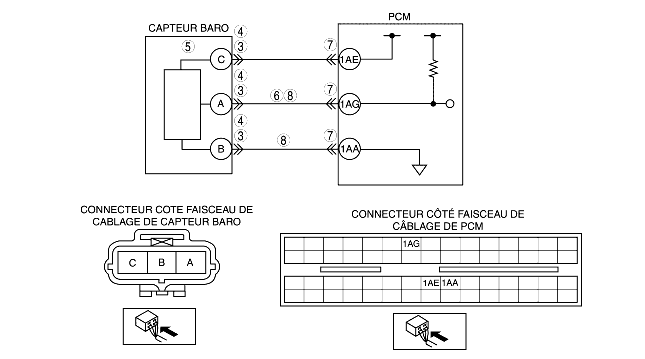 CAPTEUR BARO
PCM
4
5
3
7
C
1AE
4
3
6 8
7
A
1AG
4
3
8
7
B
1AA
CONNECTEUR COTE FAISCEAU DE
CABLAGE DE CAPTEUR BARO
CONNECTEUR CÔTÉ FAISCEAU DE
CÂBLAGE DE PCM
C B A
1AG
1AE 1AA